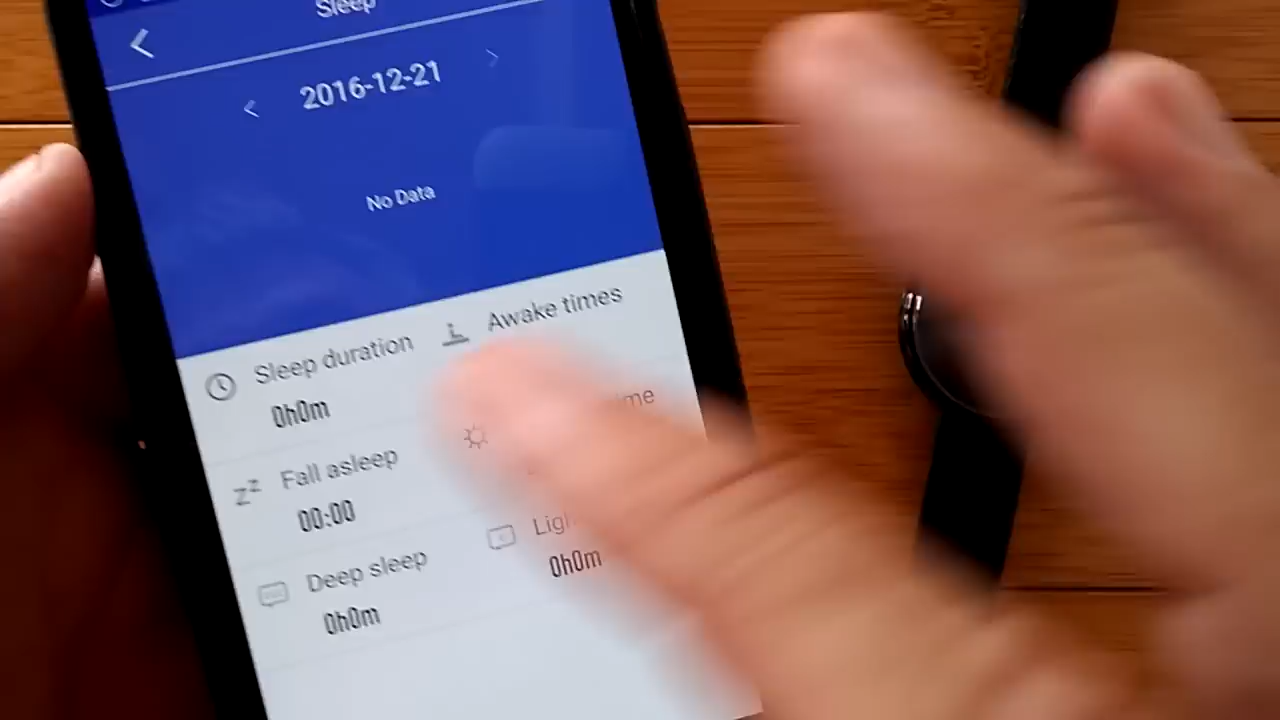 Sleep
2016-12-21
No Data
Sleep duration
0h0m
Awake times
Fall asleep
00:00
Deep sleep
0h0m
0h0m